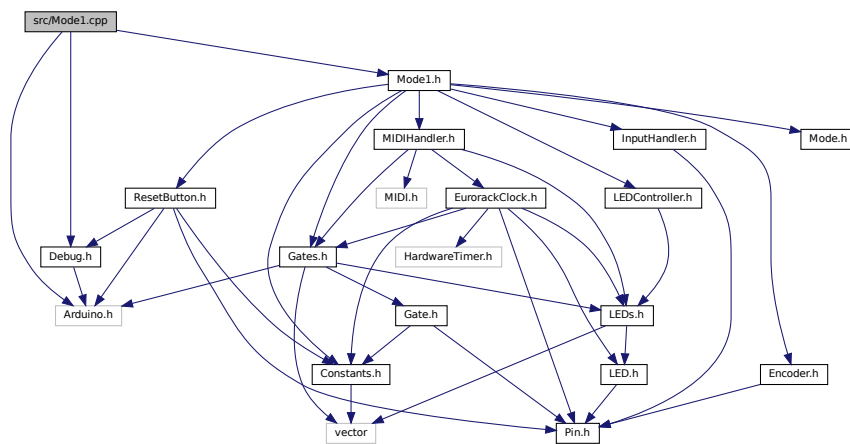 src/Mode1.cpp
Mode1.h
MIDIHandler.h
InputHandler.h
Mode.h
ResetButton.h
MIDI.h
EurorackClock.h
LEDController.h
Debug.h
Gates.h
HardwareTimer.h
Arduino.h
Gate.h
LEDs.h
Constants.h
LED.h
Encoder.h
vector
Pin.h